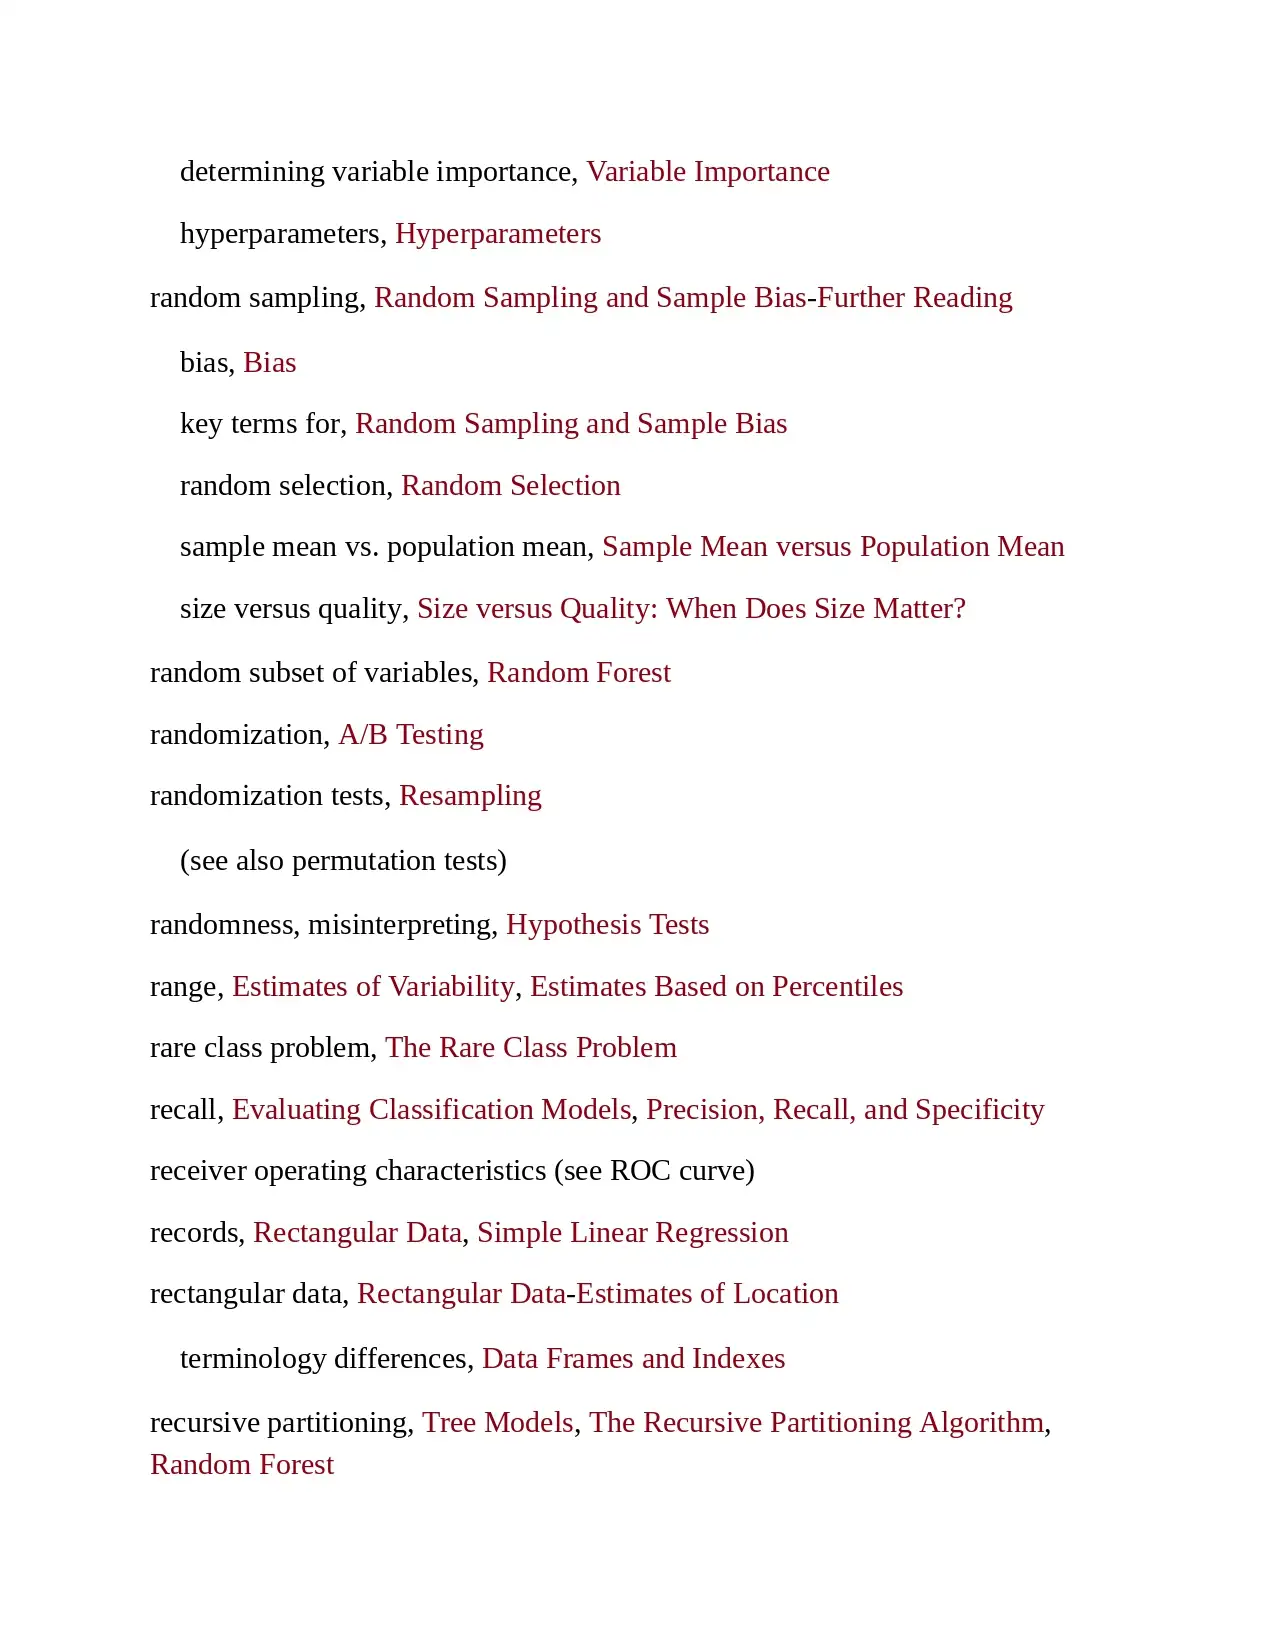 determining variable importance, Variable Importance
hyperparameters, Hyperparameters
random sampling, Random Sampling and Sample Bias-Further Reading
bias, Bias
key terms for, Random Sampling and Sample Bias
random selection, Random Selection
sample mean vs. population mean, Sample Mean versus Population Mean
size versus quality, Size versus Quality: When Does Size Matter?
random subset of variables, Random Forest
randomization, A/B Testing
randomization tests, Resampling
(see also permutation tests)
randomness, misinterpreting, Hypothesis Tests
range, Estimates of Variability, Estimates Based on Percentiles
rare class problem, The Rare Class Problem
recall, Evaluating Classification Models, Precision, Recall, and Specificity
receiver operating characteristics (see ROC curve)
records, Rectangular Data, Simple Linear Regression
rectangular data, Rectangular Data-Estimates of Location
terminology differences, Data Frames and Indexes
recursive partitioning, Tree Models, The Recursive Partitioning Algorithm,
Random Forest